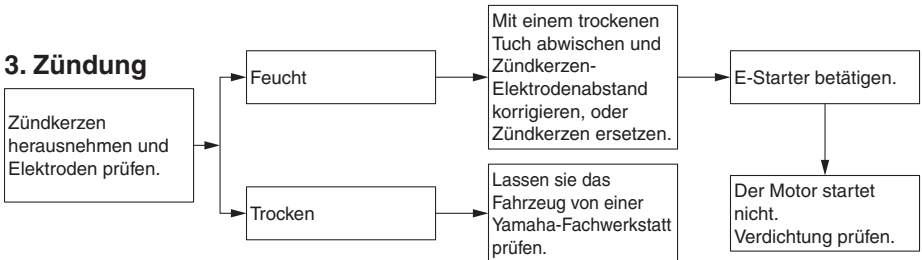 3. Zündung
Zündkerzen
herausnehmen und
Elektroden prüfen.
Feucht
Mit einem trockenen
Tuch abwischen und
Zündkerzen-
Elektrodenabstand
korrigieren, oder
Zündkerzen ersetzen.
E-Starter betätigen.
Der Motor startet
nicht.
Verdichtung prüfen.
Trocken
Lassen sie das
Fahrzeug von einer
Yamaha-Fachwerkstatt
prüfen.